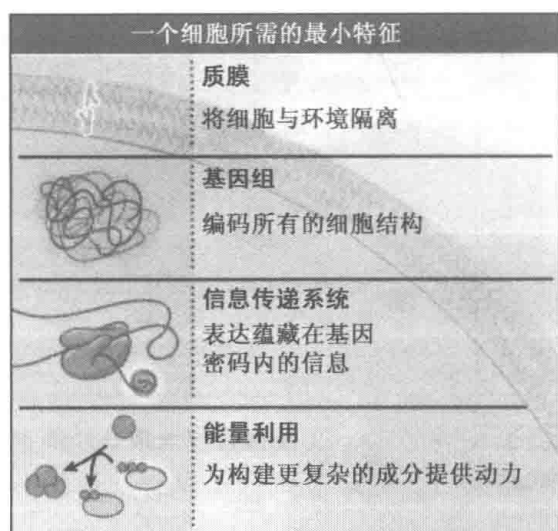 一个细胞所需的最小特征
质膜
将细胞与环境隔离
基因组
编码所有的细胞结构
信息传递系统
表达蕴藏在基因
密码内的信息
能量利用
为构建更复杂的成分提供动力